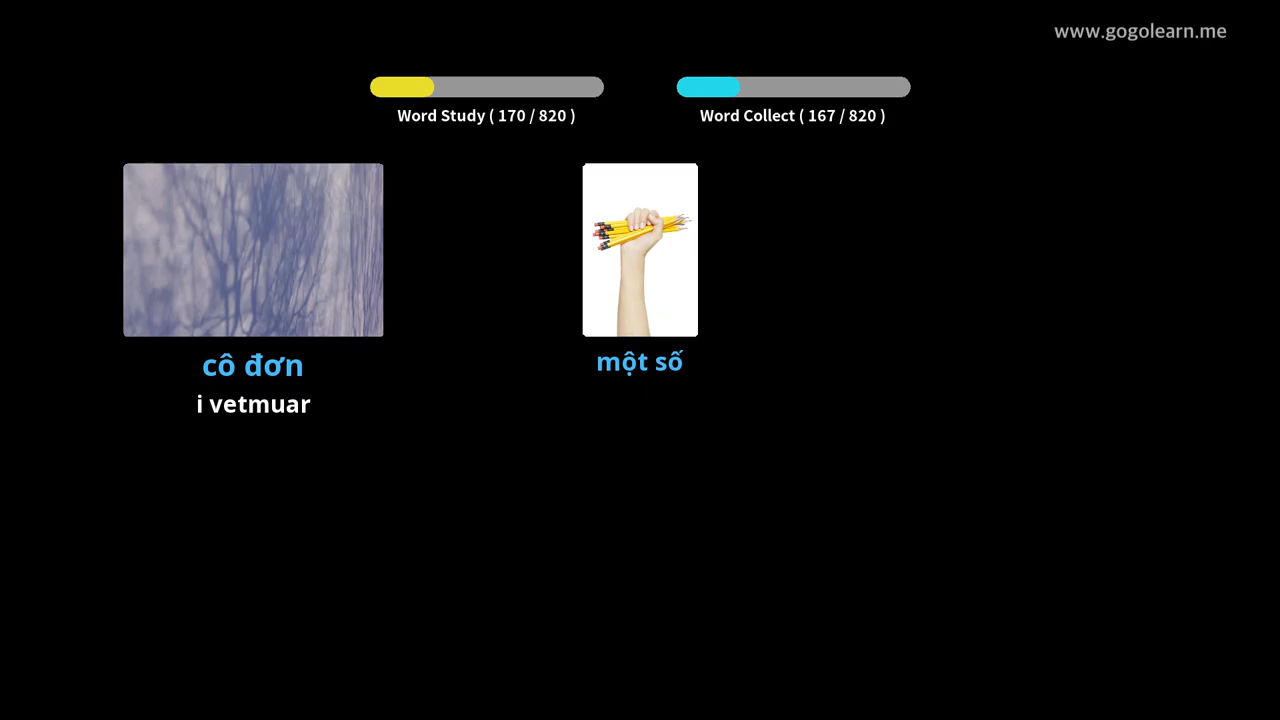 www.gogolearn.me
Word Study ( 170 / 820 )
Word Collect ( 167 / 820 )
cô đơn
i vetmuar
một số